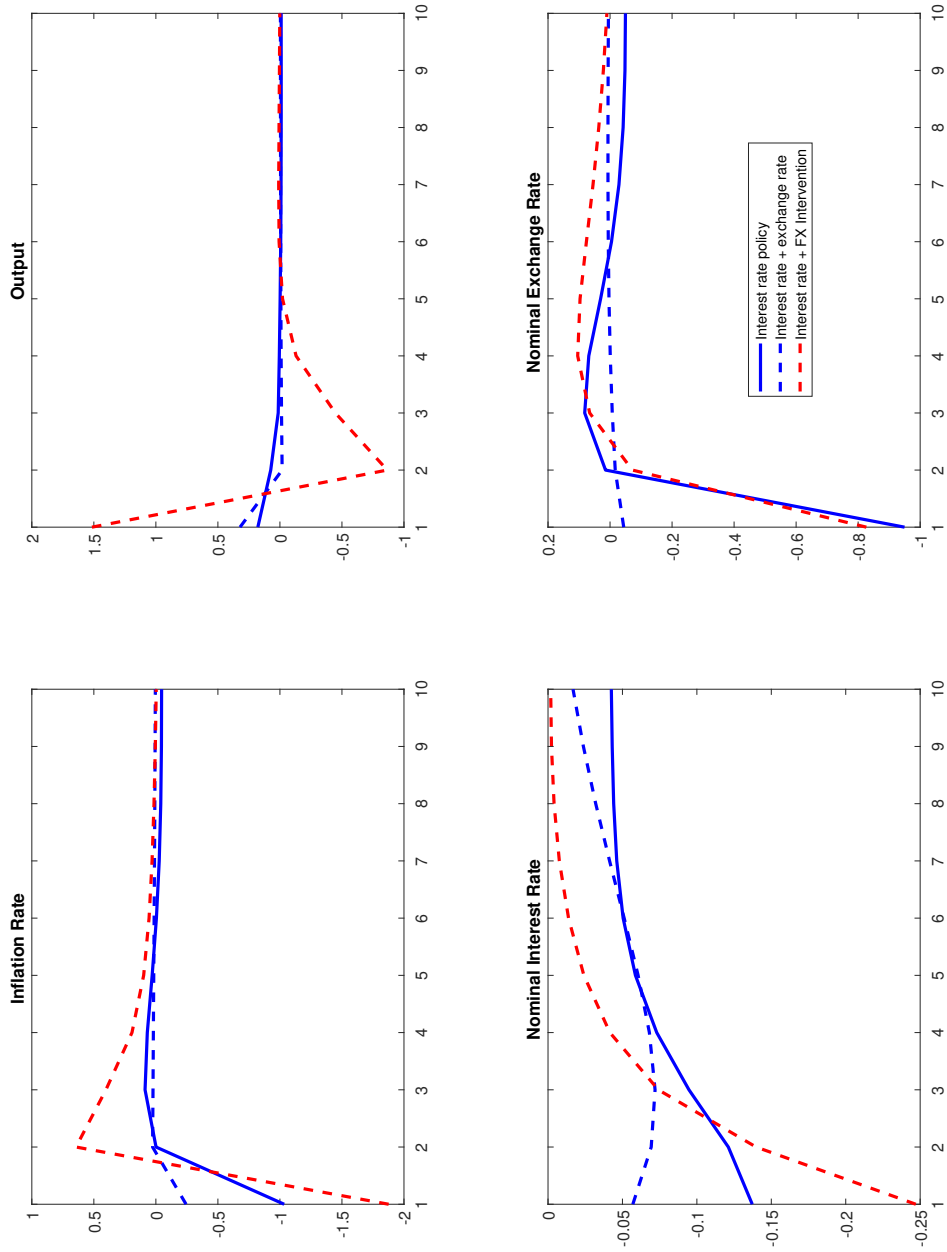 Inflation Rate
1
0.5
0
-0.5
-1
-1.5
-2
1 2 3 4 5 6 7 8 9 10
Output
2
1.5
1
0.5
0
-0.5
-1
1 2 3 4 5 6 7 8 9 10
Nominal Interest Rate
0
-0.05
-0.1
-0.15
-0.2
-0.25
1 2 3 4 5 6 7 8 9 10
Nominal Exchange Rate
0.2
0
-0.2
-0.4
-0.6
-0.8
-1
1 2 3 4 5 6 7 8 9 10
Interest rate policy
Interest rate + exchange rate
Interest rate + FX Intervention